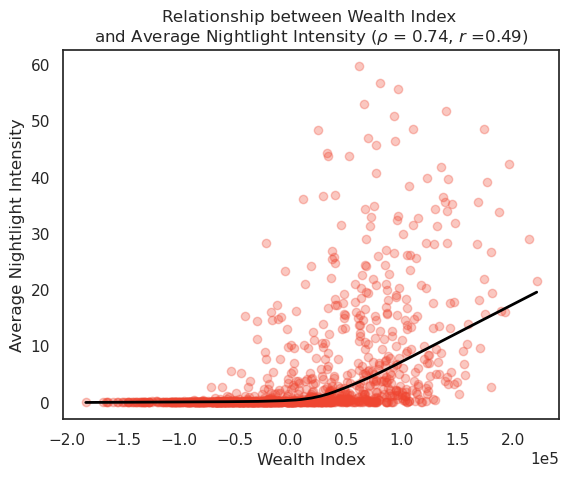 Relationship between Wealth Index
and Average Nightlight Intensity (ρ = 0.74, r =0.49)
Average Nightlight Intensity
60
50
40
30
20
10
0
−2.0 −1.5 −1.0 −0.5 0.0 0.5 1.0 1.5 2.0
1e5
Wealth Index